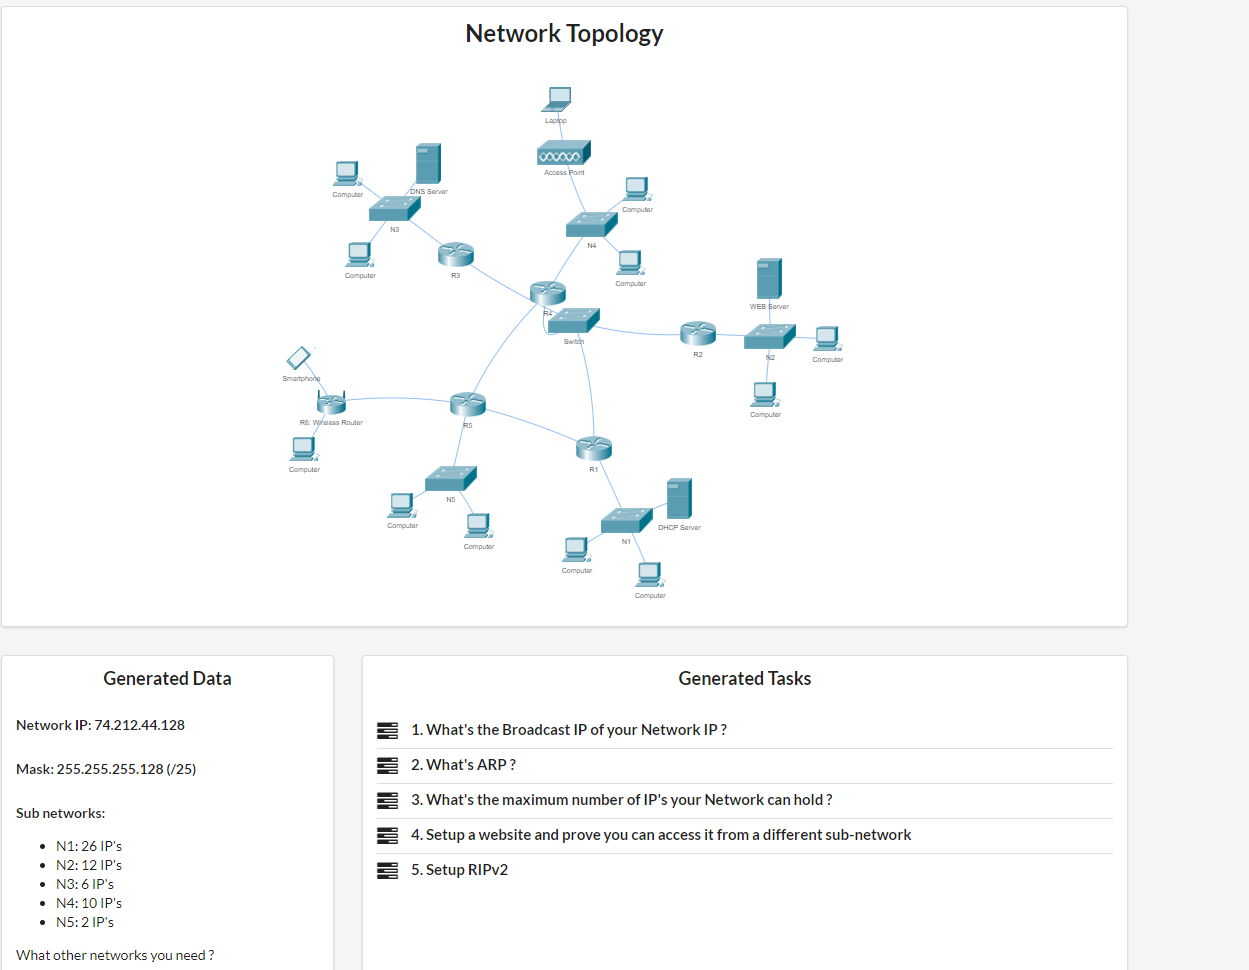 Network Topology
Laptop
Access Point
Computer
DNS Server
Computer
N3
N4
Computer
R3
Computer
WEB Server
R4
Switch
R2
N2
Computer
Smartphone
Computer
R6: Wireless Router
R5
Computer
R1
N5
Computer
DHCP Server
N1
Computer
Computer
Computer
Generated Data
Network IP: 74.212.44.128
Mask: 255.255.255.128 (/25)
Sub networks:
• N1: 26 IP's
• N2: 12 IP's
• N3: 6 IP's
• N4: 10 IP's
• N5: 2 IP's
What other networks you need ?
Generated Tasks
1. What's the Broadcast IP of your Network IP ?
2. What's ARP ?
3. What's the maximum number of IP's your Network can hold ?
4. Setup a website and prove you can access it from a different sub-network
5. Setup RIPv2